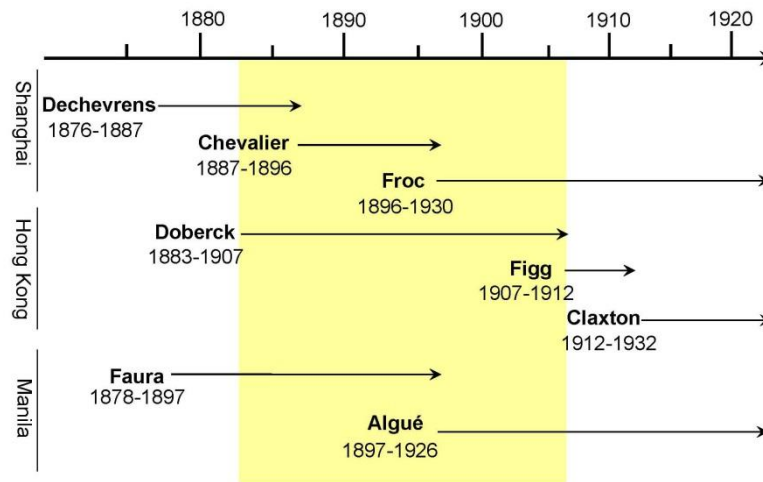 1880 1890 1900 1910 1920
Shanghai
Dechevrens
1876-1887
Chevalier
1887-1896
Froc
1896-1930
Hong Kong
Doberck
1883-1907
Figg
1907-1912
Claxton
1912-1932
Manila
Faura
1878-1897
Algué
1897-1926